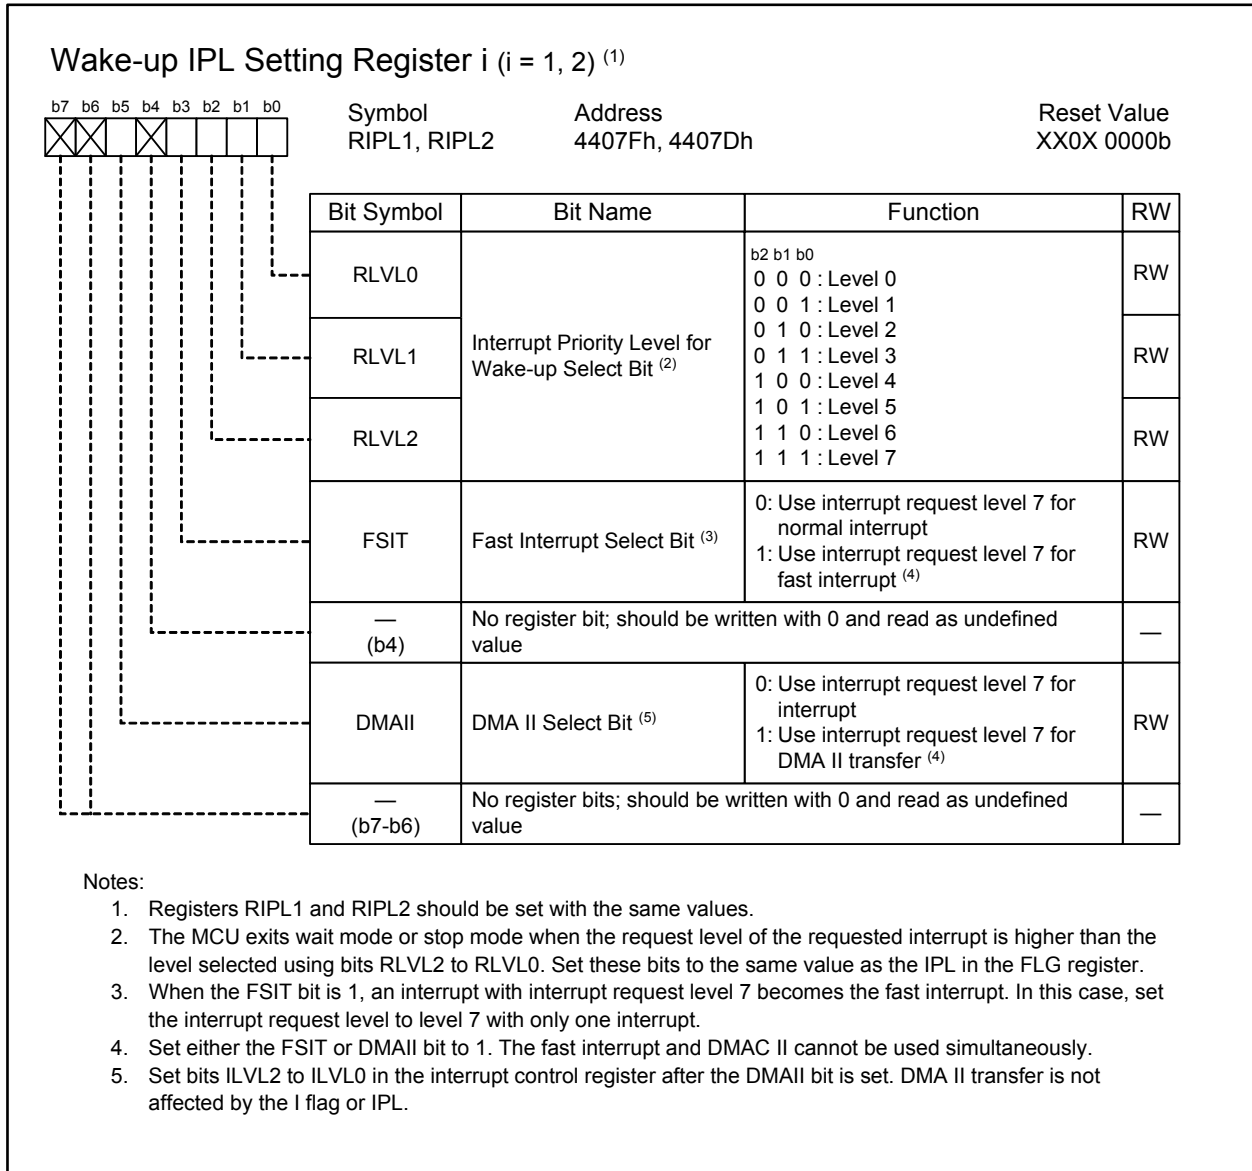 Wake-up IPL Setting Register i (i = 1, 2) (1)
b7 b6 b5 b4 b3 b2 b1 b0
Symbol Address Reset Value
RIPL1, RIPL2 4407Fh, 4407Dh XX0X 0000b
Bit Symbol Bit Name Function RW
RLVL0
RLVL1
RLVL2
Interrupt Priority Level for
Wake-up Select Bit (2)
b2 b1 b0
0 0 0 : Level 0
0 0 1 : Level 1
0 1 0 : Level 2
0 1 1 : Level 3
1 0 0 : Level 4
1 0 1 : Level 5
1 1 0 : Level 6
1 1 1 : Level 7
RW
RW
RW
FSIT
Fast Interrupt Select Bit (3)
0: Use interrupt request level 7 for
normal interrupt
1: Use interrupt request level 7 for
fast interrupt (4)
RW
—
(b4)
No register bit; should be written with 0 and read as undefined
value
—
DMAII
DMA II Select Bit (5)
0: Use interrupt request level 7 for
interrupt
1: Use interrupt request level 7 for
DMA II transfer (4)
RW
—
(b7-b6)
No register bits; should be written with 0 and read as undefined
value
—
Notes:
1. Registers RIPL1 and RIPL2 should be set with the same values.
2. The MCU exits wait mode or stop mode when the request level of the requested interrupt is higher than the
level selected using bits RLVL2 to RLVL0. Set these bits to the same value as the IPL in the FLG register.
3. When the FSIT bit is 1, an interrupt with interrupt request level 7 becomes the fast interrupt. In this case, set
the interrupt request level to level 7 with only one interrupt.
4. Set either the FSIT or DMAII bit to 1. The fast interrupt and DMAC II cannot be used simultaneously.
5. Set bits ILVL2 to ILVL0 in the interrupt control register after the DMAII bit is set. DMA II transfer is not
affected by the I flag or IPL.